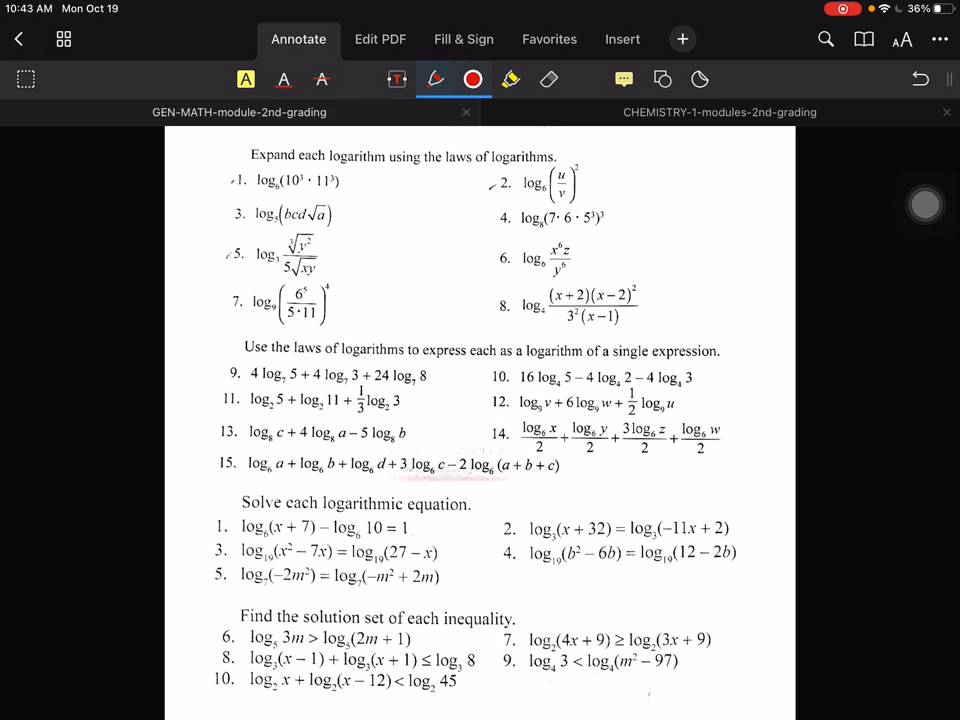 10:43 AM Mon Oct 19 36%
Annotate Edit PDF Fill & Sign Favorites Insert + AA
A A A T
GEN-MATH-module-2nd-grading × CHEMISTRY-1-modules-2nd-grading ×
Expand each logarithm using the laws of logarithms.
1. log₆(10³ · 11³) 2. log₆(u/v)²
3. log₅(bcd√a) 4. log₈(7· 6 · 5³)³
5. log₃ ∛y² / 5√xy 6. log₆ x⁶z / y⁶
7. log₉(6⁵ / 5·11)⁴ 8. log₄ (x+2)(x−2)² / 3²(x−1)
Use the laws of logarithms to express each as a logarithm of a single expression.
9. 4 log₇ 5 + 4 log₇ 3 + 24 log₇ 8 10. 16 log₄ 5 − 4 log₄ 2 − 4 log₄ 3
11. log₂ 5 + log₂ 11 + 1/3 log₂ 3 12. log₉ v + 6 log₉ w + 1/2 log₉ u
13. log₈ c + 4 log₈ a − 5 log₈ b 14. log₆ x / 2 + log₆ y / 2 + 3 log₆ z / 2 + log₆ w / 2
15. log₆ a + log₆ b + log₆ d + 3 log₆ c − 2 log₆ (a + b + c)
Solve each logarithmic equation.
1. log₆(x + 7) − log₆ 10 = 1 2. log₃(x + 32) = log₃(−11x + 2)
3. log₁₉(x² − 7x) = log₁₉(27 − x) 4. log₁₉(b² − 6b) = log₁₉(12 − 2b)
5. log₇(−2m²) = log₇(−m² + 2m)
Find the solution set of each inequality.
6. log₅ 3m > log₅(2m + 1) 7. log₂(4x + 9) ≥ log₂(3x + 9)
8. log₃(x − 1) + log₃(x + 1) ≤ log₃ 8 9. log₄ 3 < log₄(m² − 97)
10. log₂ x + log₂(x − 12) < log₂ 45